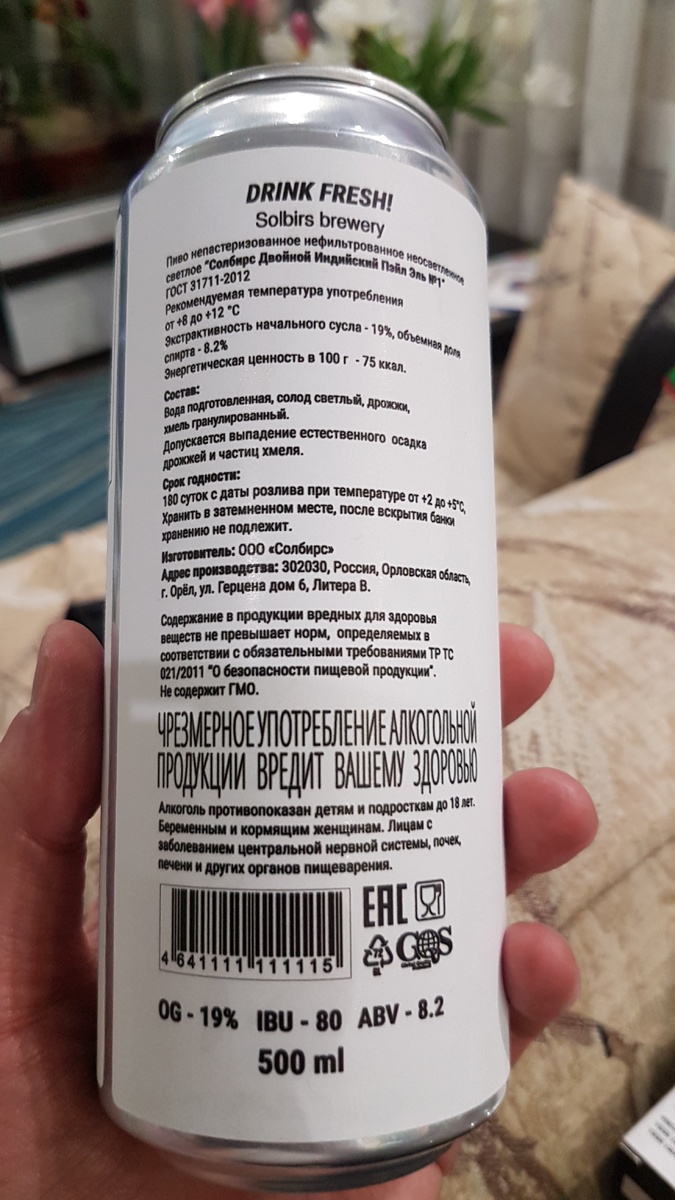 DRINK FRESH!
Solbirs brewery
Пиво непастеризованное нефильтрованное неосветленное
светлое "Солбирс Двойной Индийский Пэйл Эль №1"
ГОСТ 31711-2012
Рекомендуемая температура употребления
от +8 до +12 °С
Экстрактивность начального сусла - 19%, объемная доля
спирта - 8.2%
Энергетическая ценность в 100 г - 75 ккал.
Состав:
Вода подготовленная, солод светлый, дрожжи,
хмель гранулированный.
Допускается выпадение естественного осадка
дрожжей и частиц хмеля.
Срок годности:
180 суток с даты розлива при температуре от +2 до +5°С,
Хранить в затемненном месте, после вскрытия банки
хранению не подлежит.
Изготовитель: ООО «Солбирс»
Адрес производства: 302030, Россия, Орловская область,
г. Орёл, ул. Герцена дом 6, Литера В.
Содержание в продукции вредных для здоровья
веществ не превышает норм, определяемых в
соответствии с обязательными требованиями ТР ТС
021/2011 "О безопасности пищевой продукции".
Не содержит ГМО.
ЧРЕЗМЕРНОЕ УПОТРЕБЛЕНИЕ АЛКОГОЛЬНОЙ
ПРОДУКЦИИ ВРЕДИТ ВАШЕМУ ЗДОРОВЬЮ
Алкоголь противопоказан детям и подросткам до 18 лет.
Беременным и кормящим женщинам. Лицам с
заболеванием центральной нервной системы, почек,
печени и других органов пищеварения.
EAC
GQS
4 641111 111115
OG - 19% IBU - 80 ABV - 8.2
500 ml